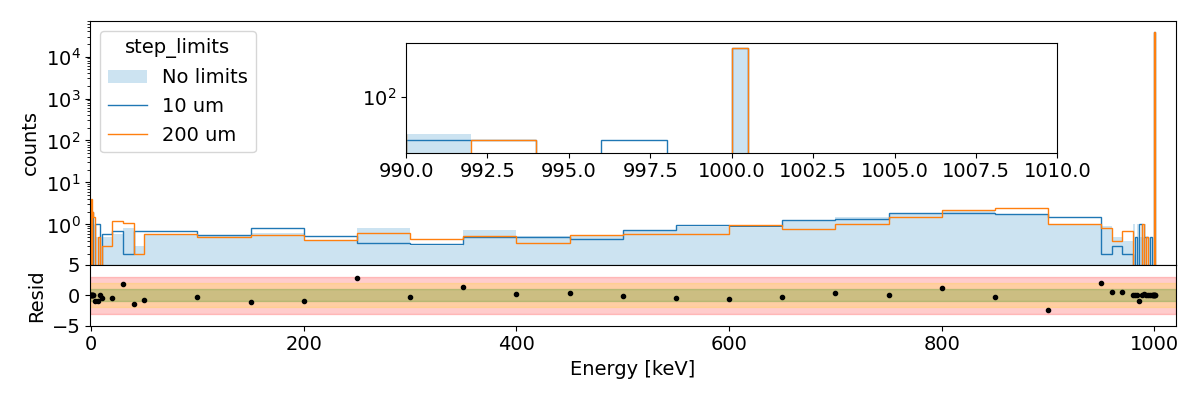 step_limits
No limits
10 um
200 um
counts
10^4
10^3
10^2
10^1
10^0
10^2
990.0 992.5 995.0 997.5 1000.0 1002.5 1005.0 1007.5 1010.0
Resid
5
0
−5
0 200 400 600 800 1000
Energy [keV]